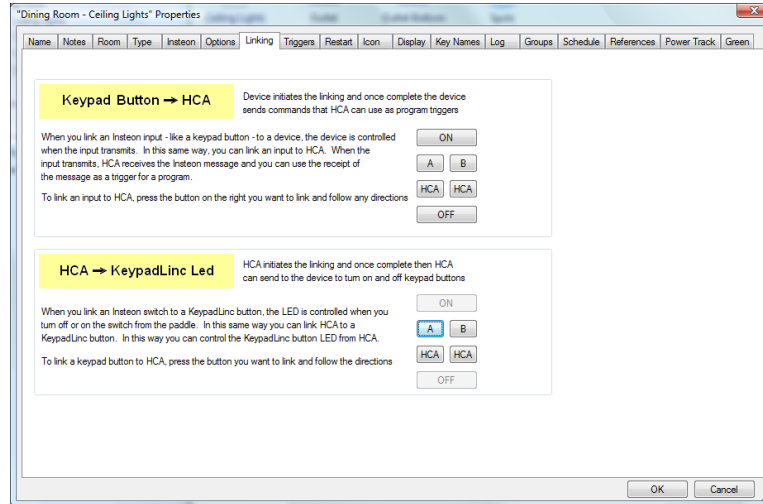 "Dining Room - Ceiling Lights" Properties
Name Notes Room Type Insteon Options Linking Triggers Restart Icon Display Key Names Log Groups Schedule References Power Track Green
Keypad Button → HCA
Device initiates the linking and once complete the device
sends commands that HCA can use as program triggers
When you link an Insteon input - like a keypad button - to a device, the device is controlled
when the input transmits. In this same way, you can link an input to HCA. When the
input transmits, HCA receives the Insteon message and you can use the receipt of
the message as a trigger for a program.
To link an input to HCA, press the button on the right you want to link and follow any directions
ON
A B
HCA HCA
OFF
HCA → KeypadLinc Led
HCA initiates the linking and once complete then HCA
can send to the device to turn on and off keypad buttons
When you link an Insteon switch to a KeypadLinc button, the LED is controlled when you
turn off or on the switch from the paddle. In this same way you can link HCA to a
KeypadLinc button. In this way you can control the KeypadLinc button LED from HCA.
To link a keypad button to HCA, press the button you want to link and follow the directions
ON
A B
HCA HCA
OFF
OK Cancel